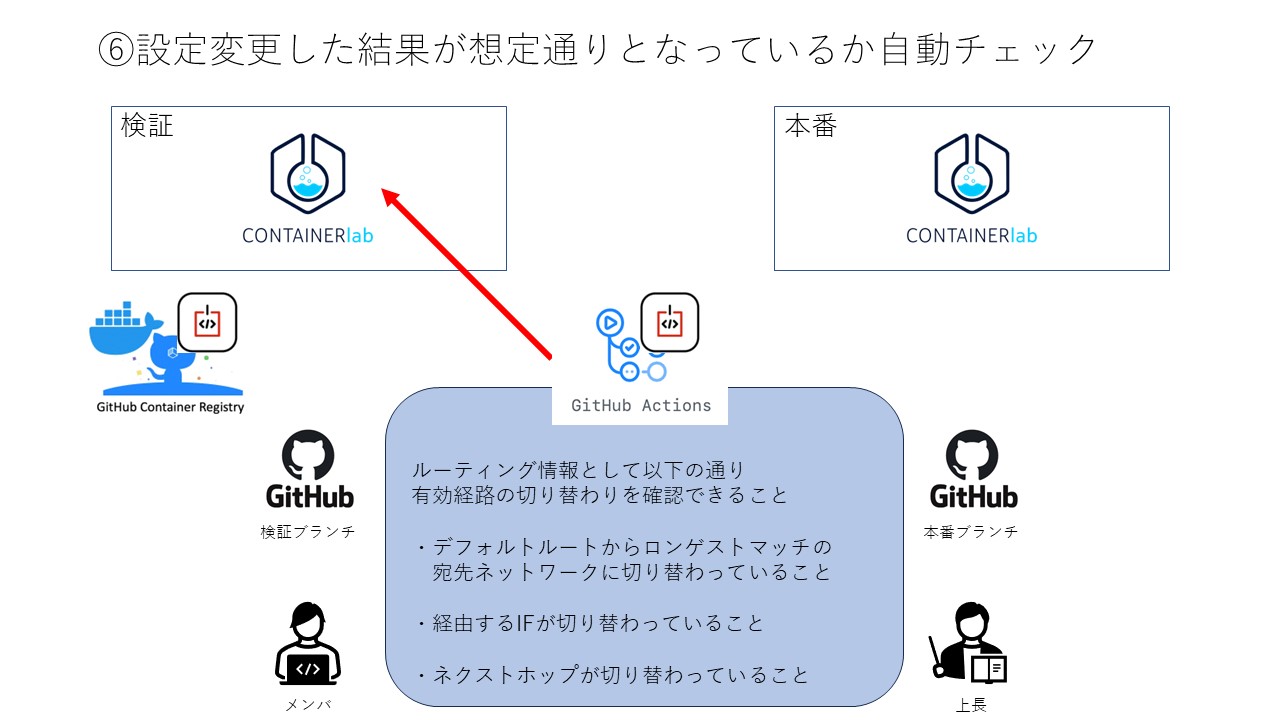 ⑥設定変更した結果が想定通りとなっているか自動チェック
検証
CONTAINERlab
本番
CONTAINERlab
GitHub Container Registry
GitHub Actions
GitHub
検証ブランチ
メンバ
ルーティング情報として以下の通り
有効経路の切り替わりを確認できること
・デフォルトルートからロンゲストマッチの
宛先ネットワークに切り替わっていること
・経由するIFが切り替わっていること
・ネクストホップが切り替わっていること
GitHub
本番ブランチ
上長